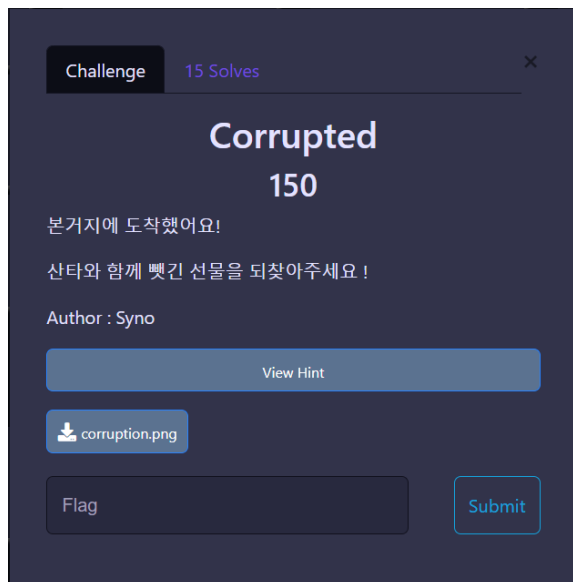 Challenge
15 Solves
×
Corrupted
150
본거지에 도착했어요!
산타와 함께 뺏긴 선물을 되찾아주세요 !
Author : Syno
View Hint
corruption.png
Flag
Submit